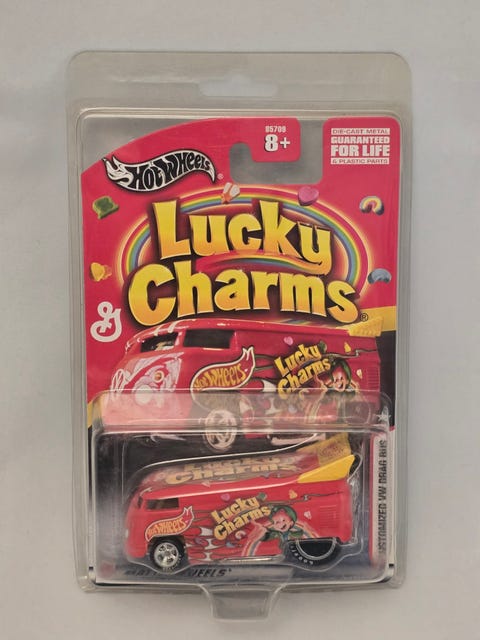 85709
8+
DIE-CAST METAL
GUARANTEED
FOR LIFE
& PLASTIC PARTS
HOT WHEELS
Lucky
Charms®
G
HOT WHEELS
Lucky
Charms
Lucky Charms
HOT WHEELS
Lucky
Charms
CUSTOMIZED VW DRAG BUS